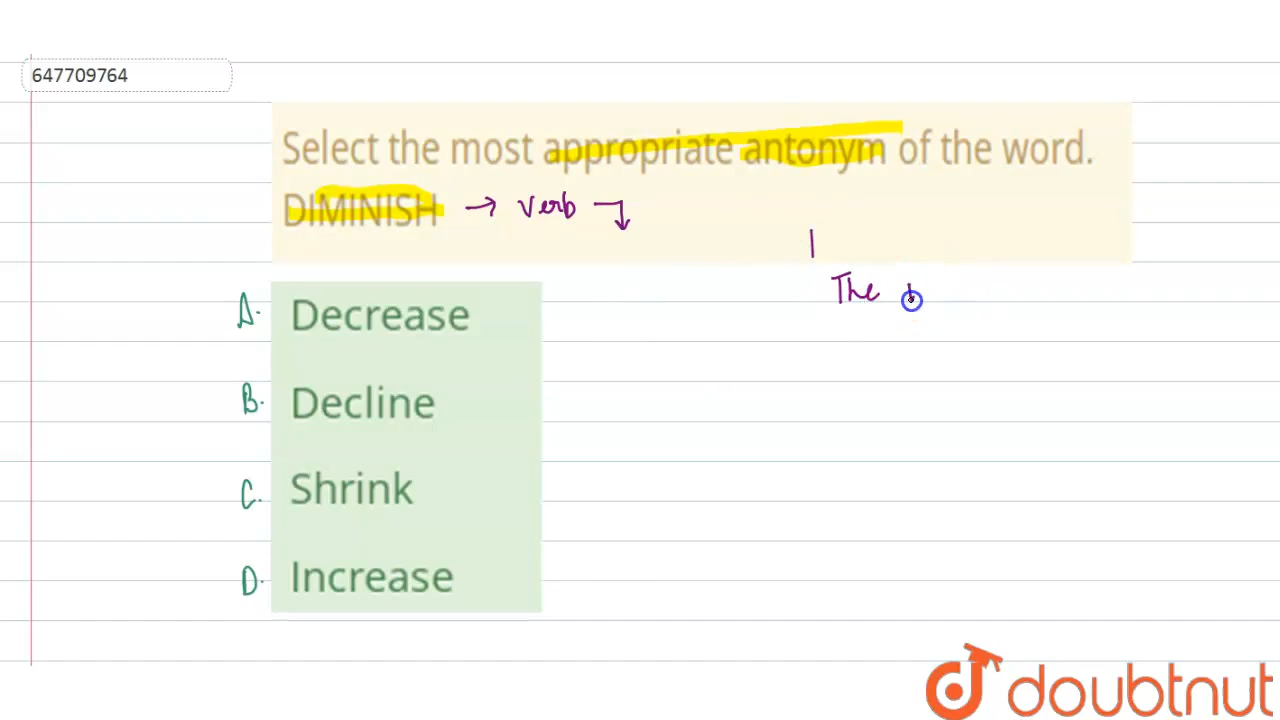 647709764
Select the most appropriate antonym of the word.
DIMINISH → verb
The
A. Decrease
B. Decline
C. Shrink
D. Increase
doubtnut